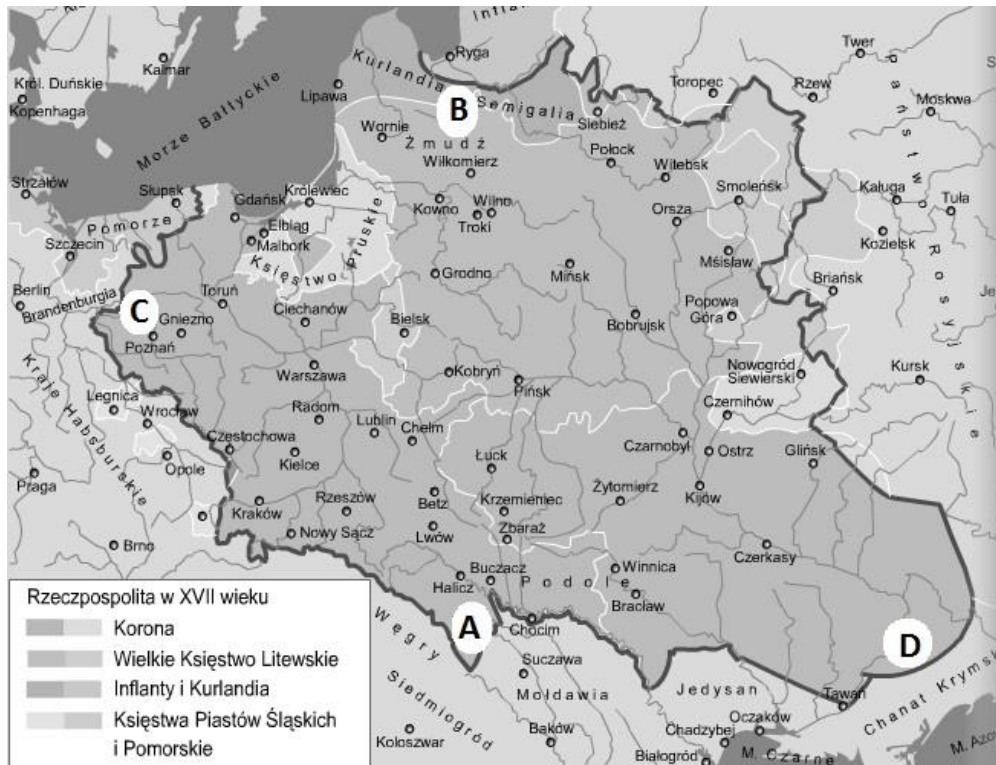 Inflan
Ryga
Twer
Kalmar
Toropec
Rzew
Król. Duńskie
Kopenhaga
Lipawa
Kurlandia
B
Semigalia
Siebież
Moskwa
Państwo Rosyjskie
Morze Bałtyckie
Wornie
Żmudź
Wiłkomierz
Połock
Witebsk
Strzałów
Słupsk
Gdańsk
Królewiec
Kowno
Wilno
Troki
Smoleńsk
Kaługa
Tuła
Orsza
Pomorze
Elbląg
Malbork
Kozielsk
Szczecin
Księstwo Pruskie
Grodno
Mińsk
Mśisław
Briańsk
Berlin
Brandenburgia
Toruń
Ciechanów
Je
C
Gniezno
Poznań
Bielsk
Bobrujsk
Popowa
Góra
Warszawa
Kobryń
Pińsk
Nowogród
Siewierski
Kursk
Kraje Habsburskie
Legnica
Wrocław
Radom
Lublin
Chełm
Czernihów
Częstochowa
Czarnobyl
Ostrz
Glińsk
Opole
Kielce
Łuck
Praga
Kraków
Rzeszów
Bełz
Krzemieniec
Żytomierz
Kijów
Nowy Sącz
Lwów
Zbaraż
Brno
Czerkasy
Halicz
Buczacz
Podole
Winnica
Bracław
A
Chocim
D
Węgry
Suczawa
Siedmiogród
Mołdawia
Jedysan
Tawań
Chanat Krymsk
Koloszwar
Baków
Oczaków
Chadżybej
Białogród
M. Czarne
M. Azo
Rzeczpospolita w XVII wieku
Korona
Wielkie Księstwo Litewskie
Inflanty i Kurlandia
Księstwa Piastów Śląskich
i Pomorskie